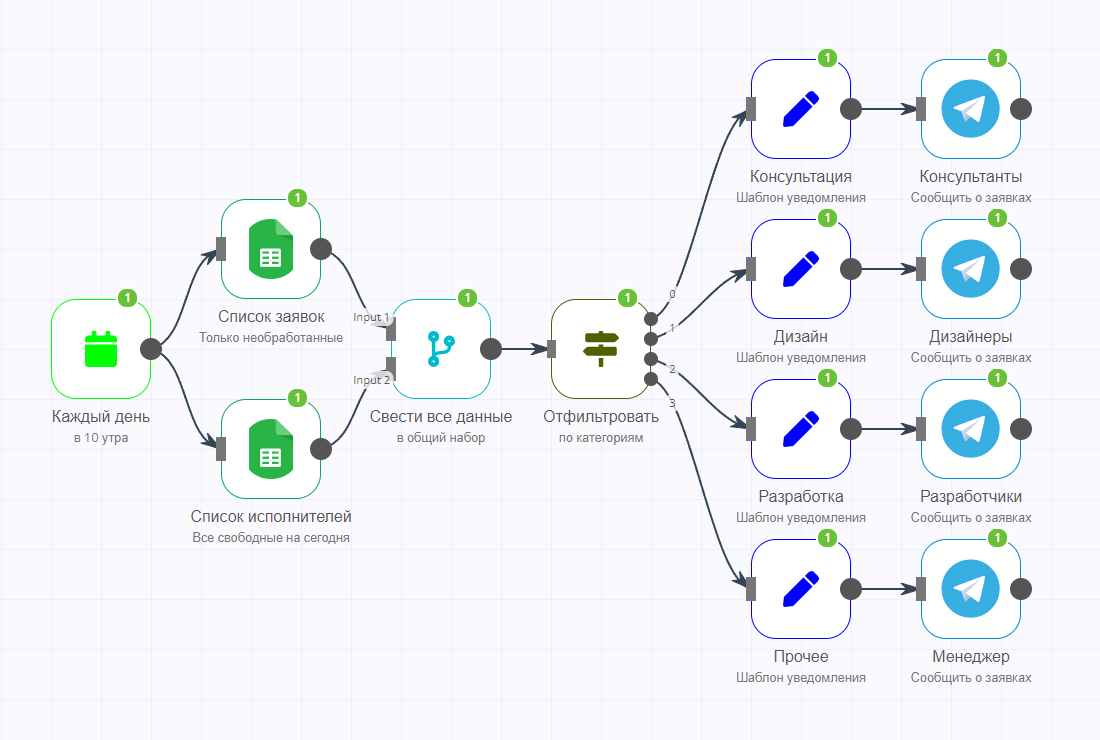 1
Каждый день
в 10 утра
1
Список заявок
Только необработанные
1
Список исполнителей
Все свободные на сегодня
Input 1
Input 2
1
Свести все данные
в общий набор
1
Отфильтровать
по категориям
0
1
2
3
1
Консультация
Шаблон уведомления
1
Консультанты
Сообщить о заявках
1
Дизайн
Шаблон уведомления
1
Дизайнеры
Сообщить о заявках
1
Разработка
Шаблон уведомления
1
Разработчики
Сообщить о заявках
1
Прочее
Шаблон уведомления
1
Менеджер
Сообщить о заявках